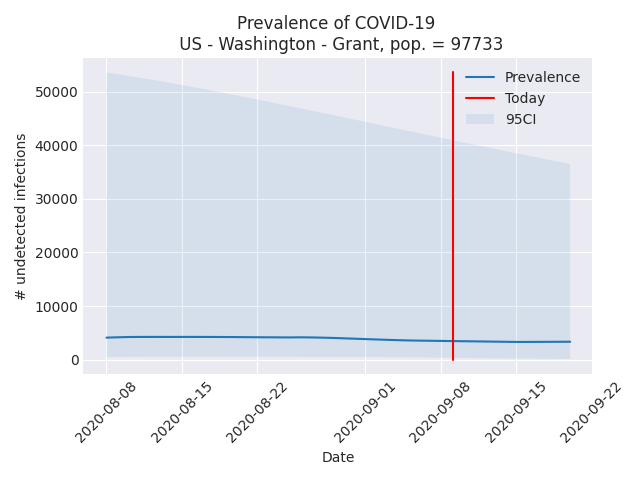 Prevalence of COVID-19
US - Washington - Grant, pop. = 97733
Prevalence
Today
95CI
# undetected infections
50000
40000
30000
20000
10000
0
2020-08-08
2020-08-15
2020-08-22
2020-09-01
2020-09-08
2020-09-15
2020-09-22
Date